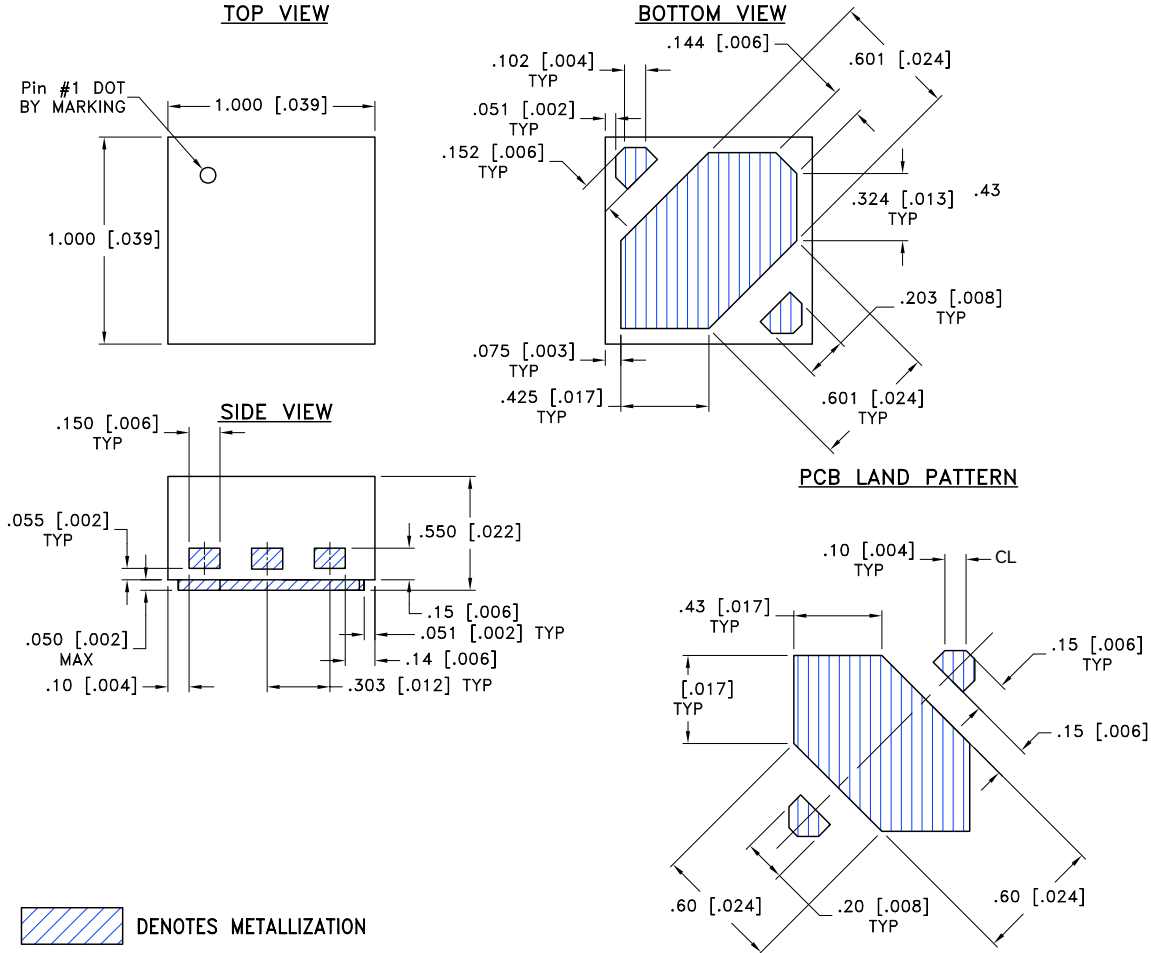 TOP VIEW
Pin #1 DOT
BY MARKING
1.000 [.039]
1.000 [.039]
BOTTOM VIEW
.144 [.006]
.601 [.024]
.102 [.004]
TYP
.051 [.002]
TYP
.152 [.006]
TYP
.324 [.013]
TYP
.43
.203 [.008]
TYP
.075 [.003]
TYP
.425 [.017]
TYP
.601 [.024]
TYP
SIDE VIEW
.150 [.006]
TYP
.055 [.002]
TYP
.550 [.022]
.050 [.002]
MAX
.15 [.006]
.051 [.002] TYP
.14 [.006]
.10 [.004]
.303 [.012] TYP
PCB LAND PATTERN
.10 [.004]
TYP
CL
.43 [.017]
TYP
.15 [.006]
TYP
[.017]
TYP
.15 [.006]
.60 [.024]
.20 [.008]
TYP
.60 [.024]
DENOTES METALLIZATION